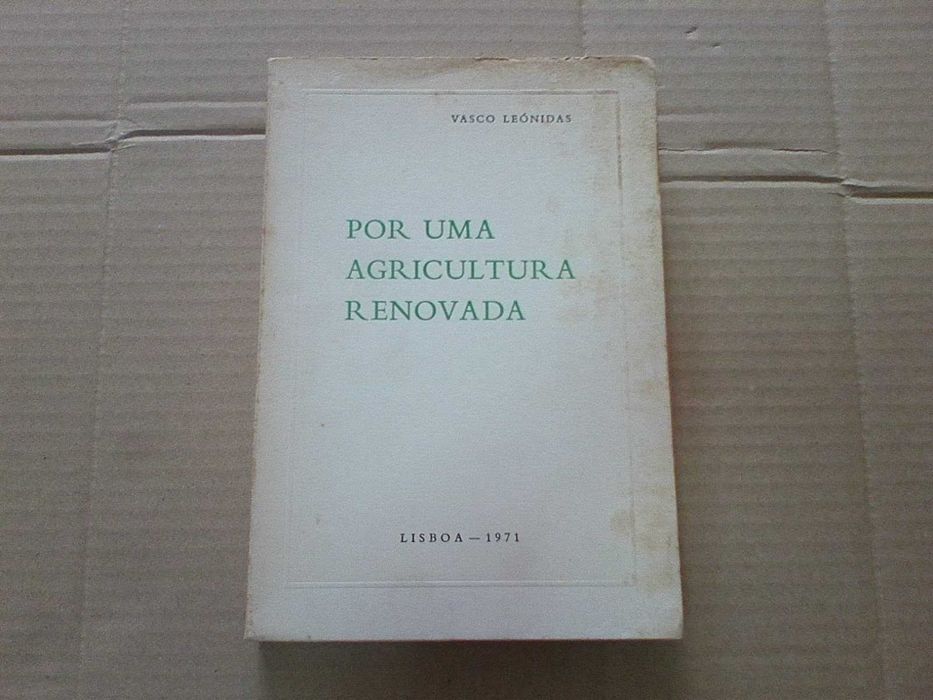 VASCO LEÓNIDAS
POR UMA
AGRICULTURA
RENOVADA
LISBOA — 1971